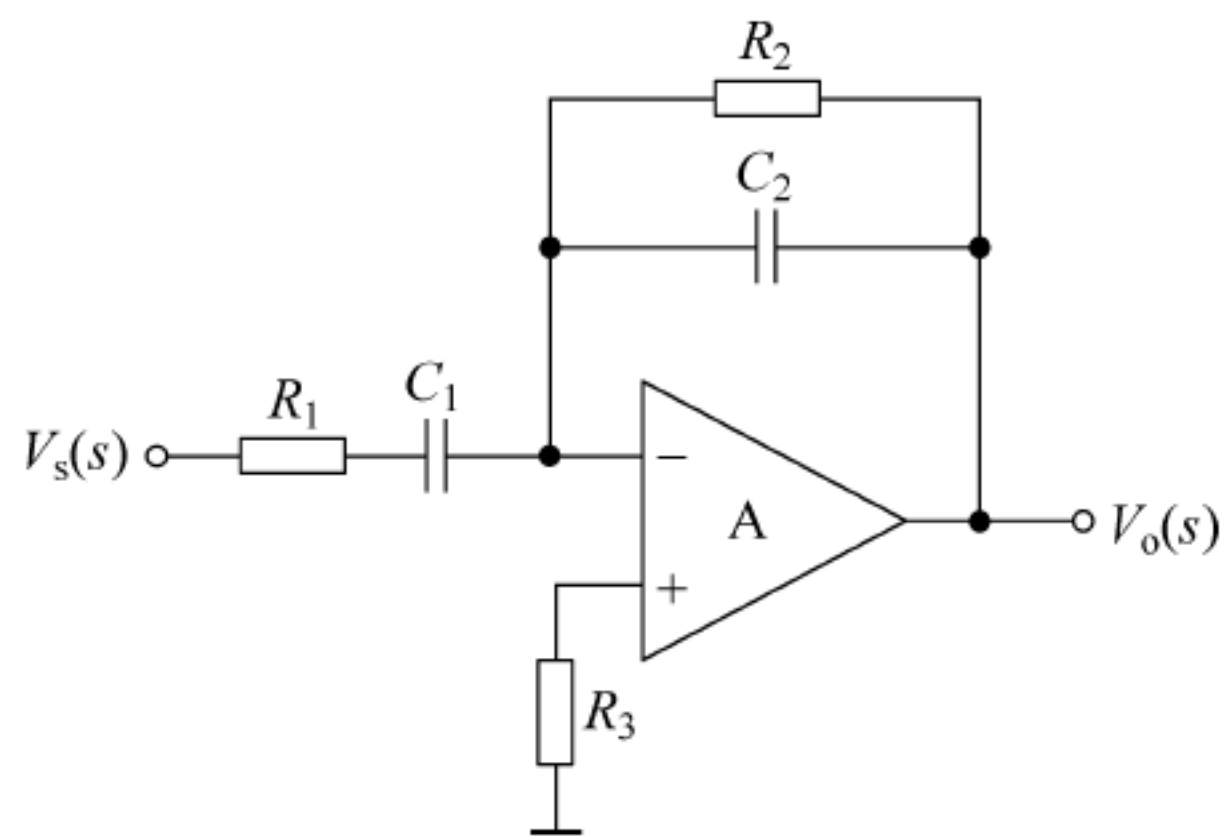 R₂
C₂
C₁
R₁
Vₛ(s)
−
A
Vₒ(s)
+
R₃